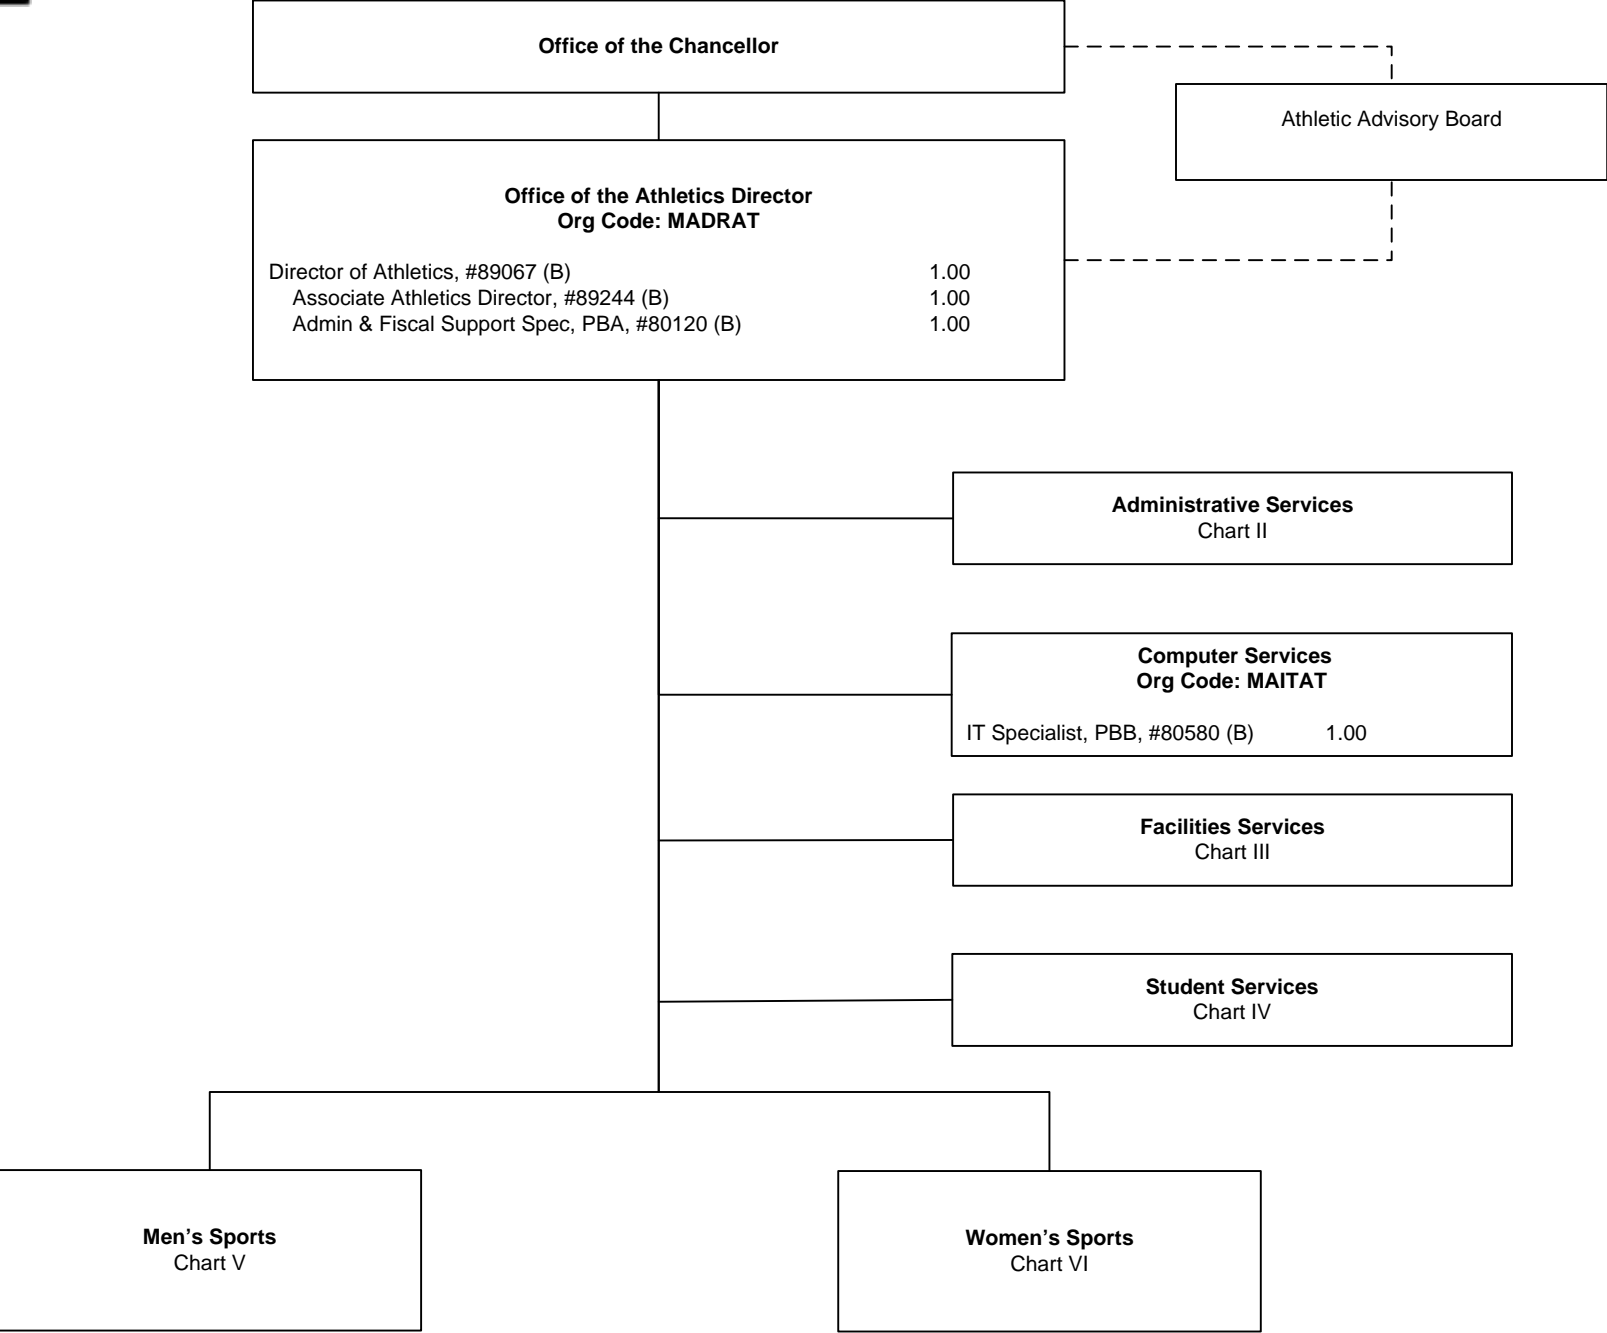 Office of the Chancellor
Athletic Advisory Board
Office of the Athletics Director
Org Code: MADRAT
Director of Athletics, #89067 (B) 1.00
Associate Athletics Director, #89244 (B) 1.00
Admin & Fiscal Support Spec, PBA, #80120 (B) 1.00
Administrative Services
Chart II
Computer Services
Org Code: MAITAT
IT Specialist, PBB, #80580 (B) 1.00
Facilities Services
Chart III
Student Services
Chart IV
Men’s Sports
Chart V
Women’s Sports
Chart VI